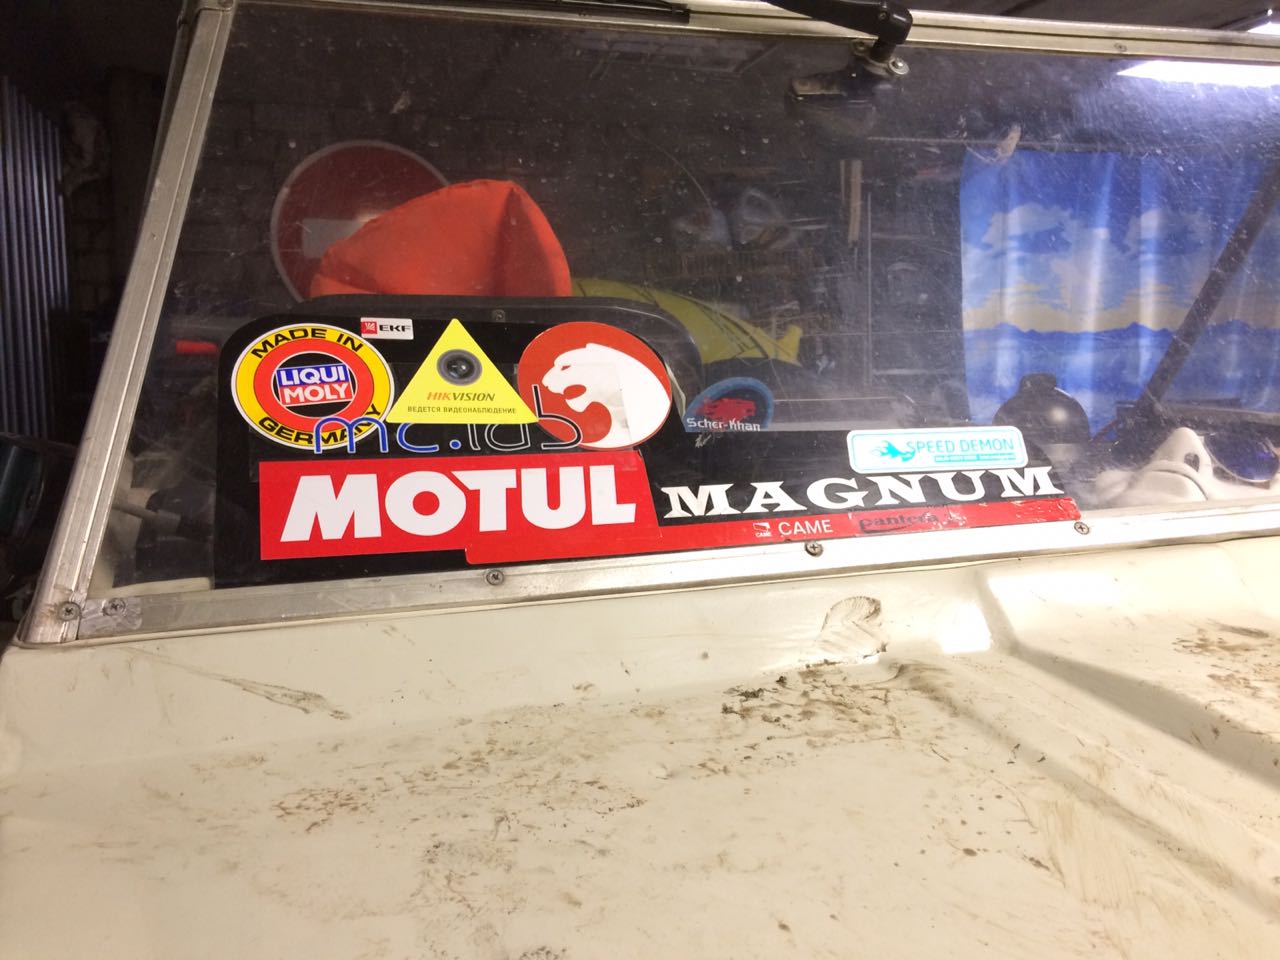 MADE IN
LIQUI
MOLY
GERMANY
EKF
HIKVISION
ВЕДЕТСЯ ВИДЕОНАБЛЮДЕНИЕ
mc.lab
Scher-Khan
SPEED DEMON
MOTUL
MAGNUM
CAME
CAME
pantera